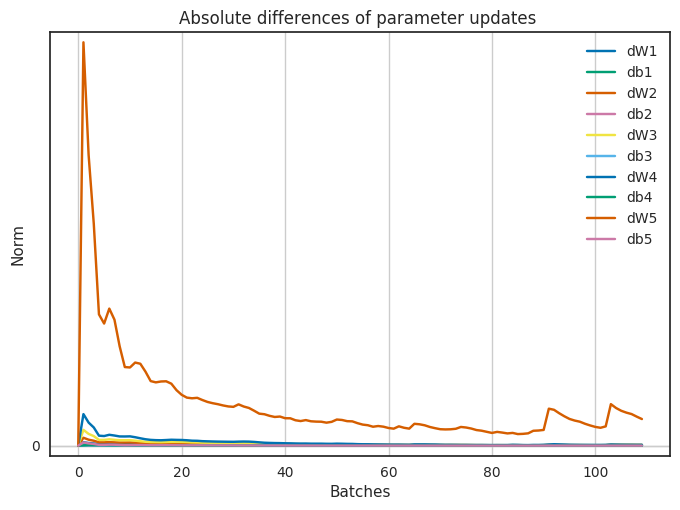 Absolute differences of parameter updates
dW1
db1
dW2
db2
dW3
db3
dW4
db4
dW5
db5
Norm
0
0 20 40 60 80 100
Batches